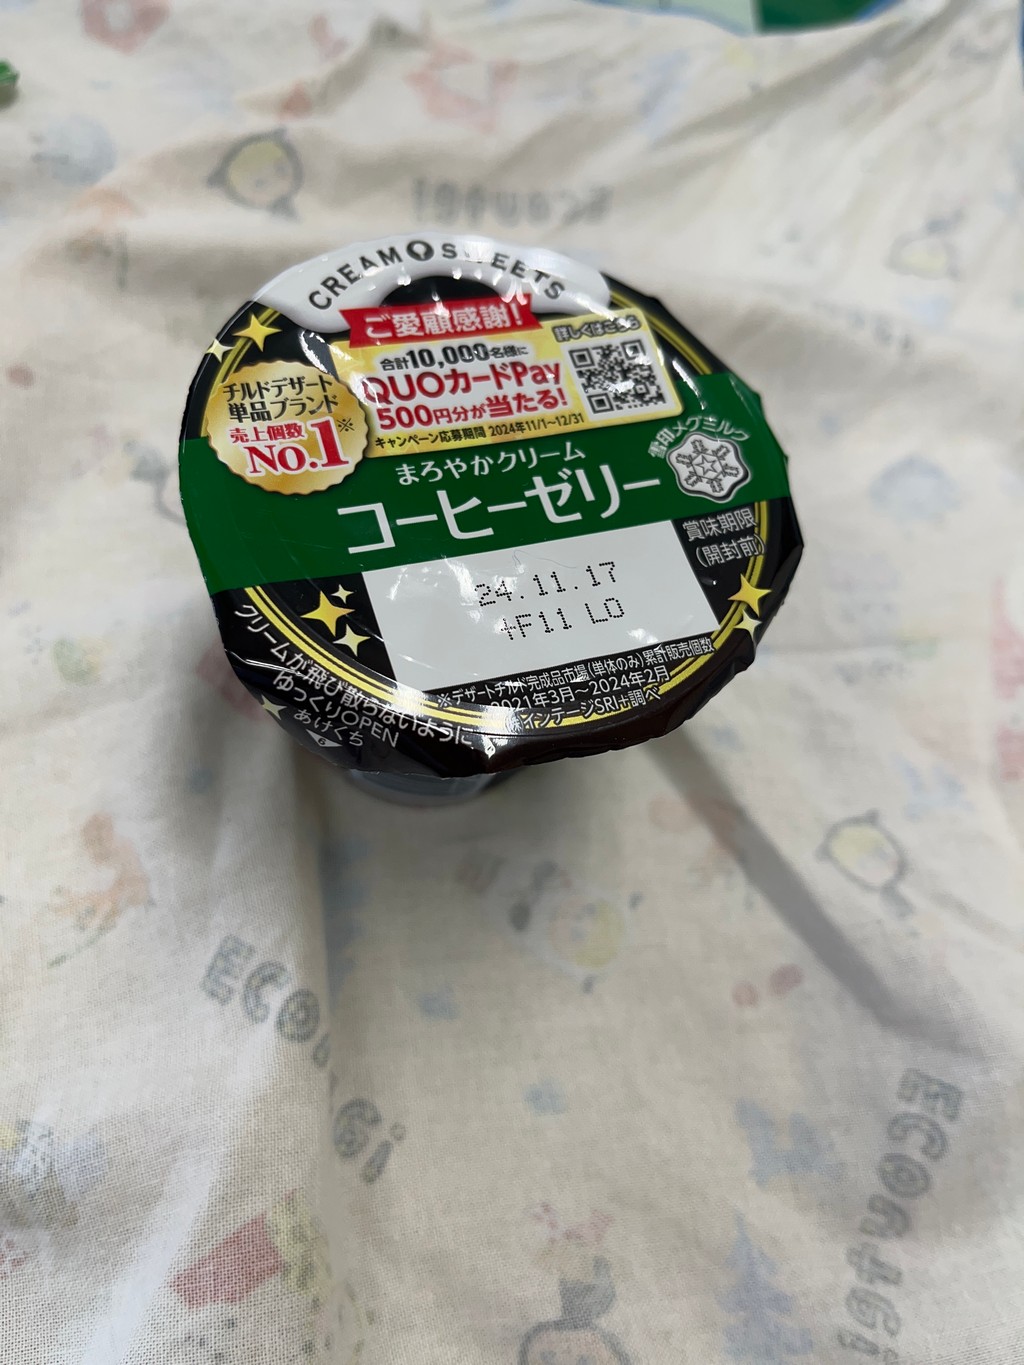 CREAM SWEETS
ご愛顧感謝!
詳しくはこちら
合計10,000名様に
QUOカードPay
500円分が当たる!
キャンペーン応募期間 2024年11/1〜12/31
チルドデザート
単品ブランド
売上個数
No.1※
まろやかクリーム
コーヒーゼリー
雪印メグミルク
賞味期限
(開封前)
24.11.17
+F11 LO
※デザートチルド完成品市場(単体のみ)累計販売個数
2021年3月〜2024年2月
インテージSRI+調べ
クリームが飛び散らないように
ゆっくりOPEN
あけくち
ECO
Gi